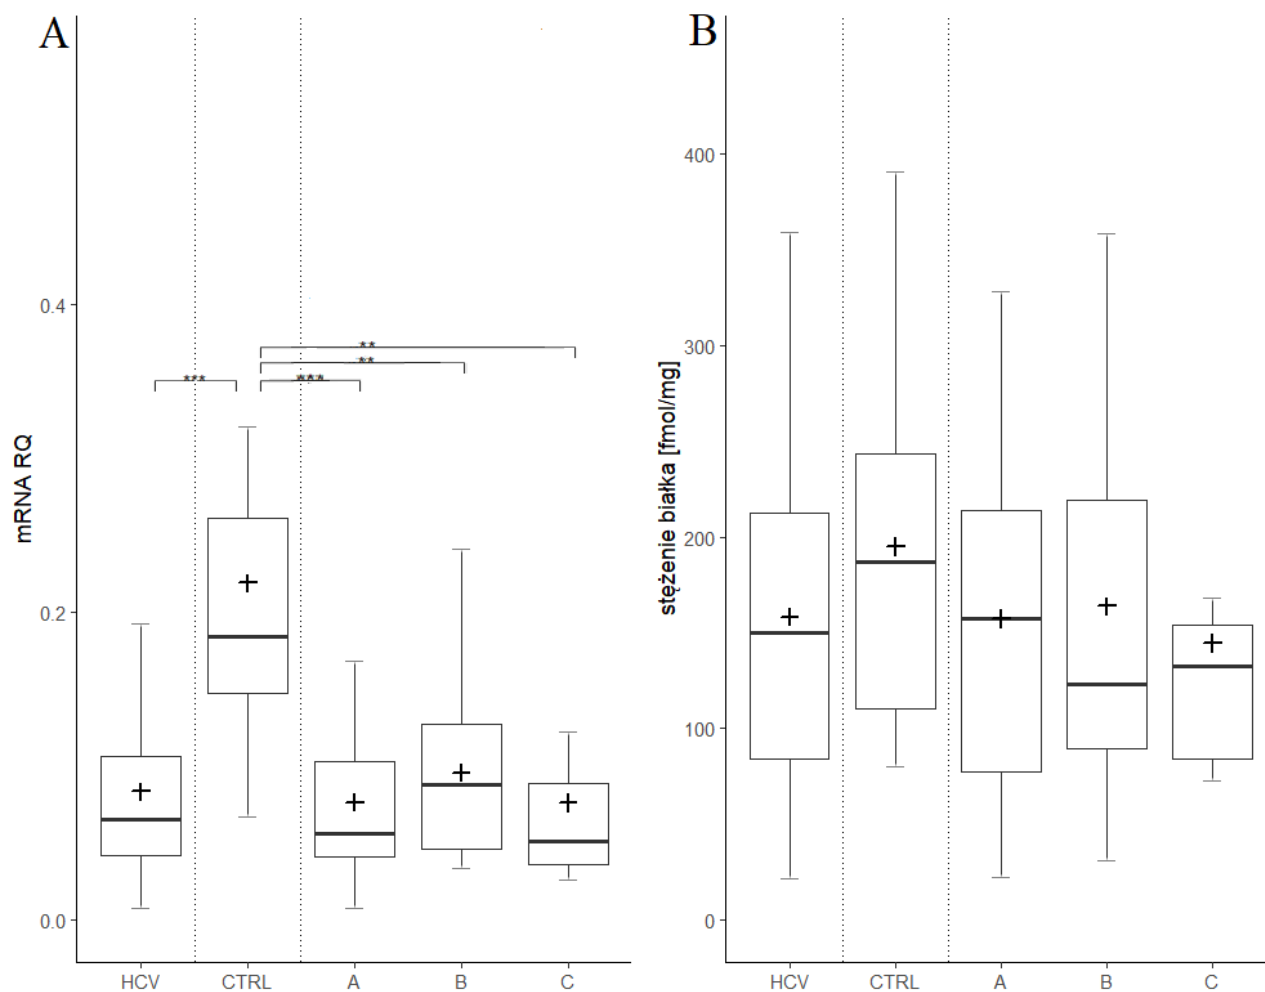 A
mRNA RQ
0.4
0.2
0.0
**
**
***
***
HCV CTRL A B C
B
stężenie białka [fmol/mg]
400
300
200
100
0
HCV CTRL A B C